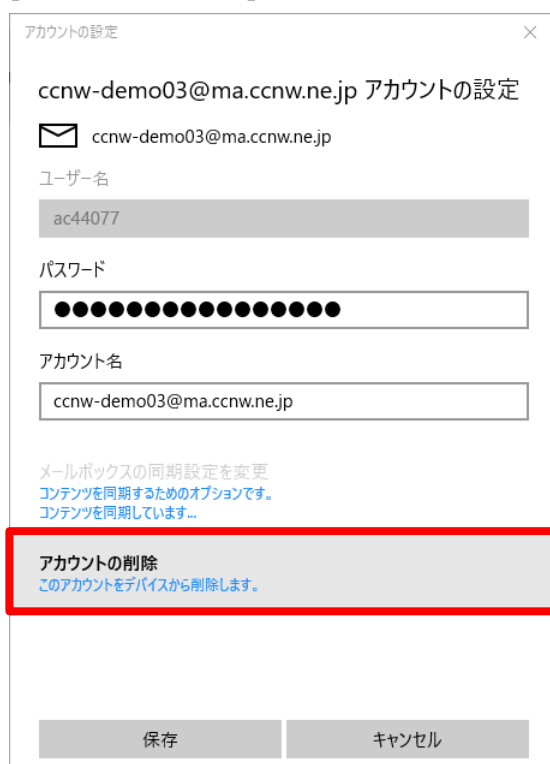 アカウントの設定
ccnw-demo03@ma.ccnw.ne.jp アカウントの設定
ccnw-demo03@ma.ccnw.ne.jp
ユーザー名
ac44077
パスワード
●●●●●●●●●●●●●●●●
アカウント名
ccnw-demo03@ma.ccnw.ne.jp
メールボックスの同期設定を変更
コンテンツを同期するためのオプションです。
コンテンツを同期しています...
アカウントの削除
このアカウントをデバイスから削除します。
保存
キャンセル